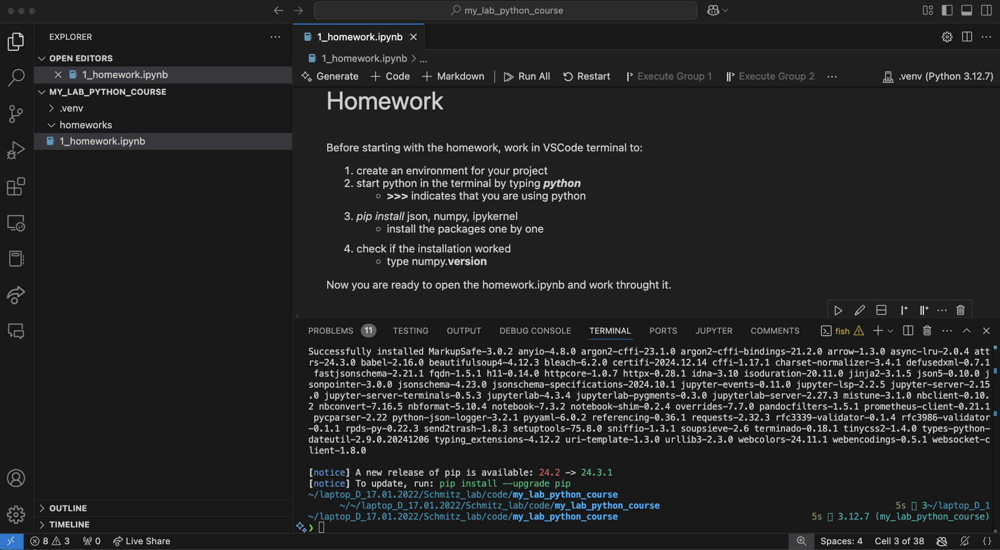 my_lab_python_course
EXPLORER
OPEN EDITORS
1_homework.ipynb
MY_LAB_PYTHON_COURSE
.venv
homeworks
1_homework.ipynb
OUTLINE
TIMELINE
1_homework.ipynb
1_homework.ipynb > ...
Generate + Code + Markdown | Run All Restart Execute Group 1 Execute Group 2 ... .venv (Python 3.12.7)
Homework
Before starting with the homework, work in VSCode terminal to:
1. create an environment for your project
2. start python in the terminal by typing python
>>> indicates that you are using python
3. pip install json, numpy, ipykernel
install the packages one by one
4. check if the installation worked
type numpy.version
Now you are ready to open the homework.ipynb and work throught it.
PROBLEMS 11 TESTING OUTPUT DEBUG CONSOLE TERMINAL PORTS JUPYTER COMMENTS fish
Successfully installed MarkupSafe-3.0.2 anyio-4.8.0 argon2-cffi-23.1.0 argon2-cffi-bindings-21.2.0 arrow-1.3.0 async-lru-2.0.4 att
rs-24.3.0 babel-2.16.0 beautifulsoup4-4.12.3 bleach-6.2.0 certifi-2024.12.14 cffi-1.17.1 charset-normalizer-3.4.1 defusedxml-0.7.1
fastjsonschema-2.21.1 fqdn-1.5.1 h11-0.14.0 httpcore-1.0.7 httpx-0.28.1 idna-3.10 isoduration-20.11.0 jinja2-3.1.5 json5-0.10.0 j
sonpointer-3.0.0 jsonschema-4.23.0 jsonschema-specifications-2024.10.1 jupyter-events-0.11.0 jupyter-lsp-2.2.5 jupyter-server-2.15
.0 jupyter-server-terminals-0.5.3 jupyterlab-4.3.4 jupyterlab-pygments-0.3.0 jupyterlab-server-2.27.3 mistune-3.1.0 nbclient-0.10.
2 nbconvert-7.16.5 nbformat-5.10.4 notebook-7.3.2 notebook-shim-0.2.4 overrides-7.7.0 pandocfilters-1.5.1 prometheus-client-0.21.1
pycparser-2.22 python-json-logger-3.2.1 pyyaml-6.0.2 referencing-0.36.1 requests-2.32.3 rfc3339-validator-0.1.4 rfc3986-validator
-0.1.1 rpds-py-0.22.3 send2trash-1.8.3 setuptools-75.8.0 sniffio-1.3.1 soupsieve-2.6 terminado-0.18.1 tinycss2-1.4.0 types-python-
dateutil-2.9.0.20241206 typing_extensions-4.12.2 uri-template-1.3.0 urllib3-2.3.0 webcolors-24.11.1 webencodings-0.5.1 websocket-c
lient-1.8.0
[notice] A new release of pip is available: 24.2 -> 24.3.1
[notice] To update, run: pip install --upgrade pip
~/laptop_D_17.01.2022/Schmitz_lab/code/my_lab_python_course
~/~/laptop_D_17.01.2022/Schmitz_lab/code/my_lab_python_course 5s 3~/laptop_D_1
~/laptop_D_17.01.2022/Schmitz_lab/code/my_lab_python_course 5s 3.12.7 (my_lab_python_course)
8 3 0 Live Share Spaces: 4 Cell 3 of 38 {}